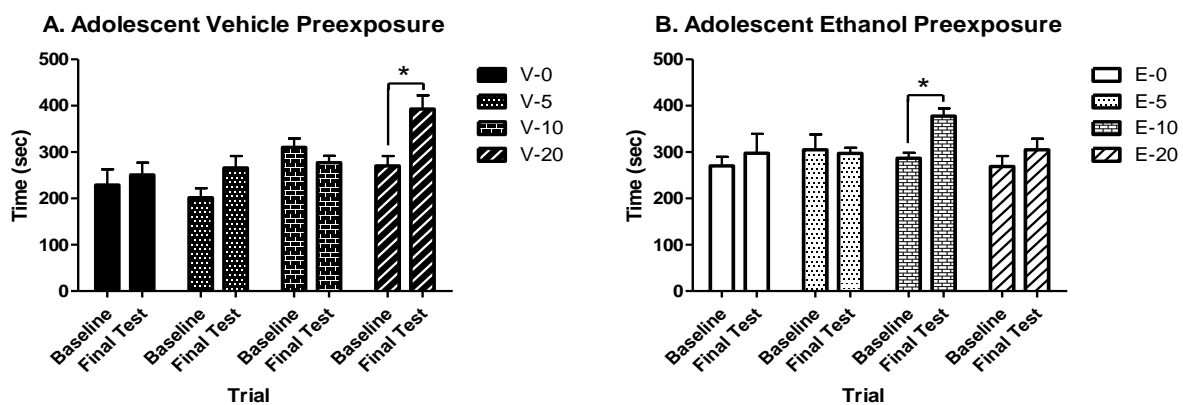 A. Adolescent Vehicle Preexposure
500
400
300
200
100
0
Time (sec)
*
Baseline
Final Test
Baseline
Final Test
Baseline
Final Test
Baseline
Final Test
Trial
V-0
V-5
V-10
V-20
B. Adolescent Ethanol Preexposure
500
400
300
200
100
0
Time (sec)
*
Baseline
Final Test
Baseline
Final Test
Baseline
Final Test
Baseline
Final Test
Trial
E-0
E-5
E-10
E-20